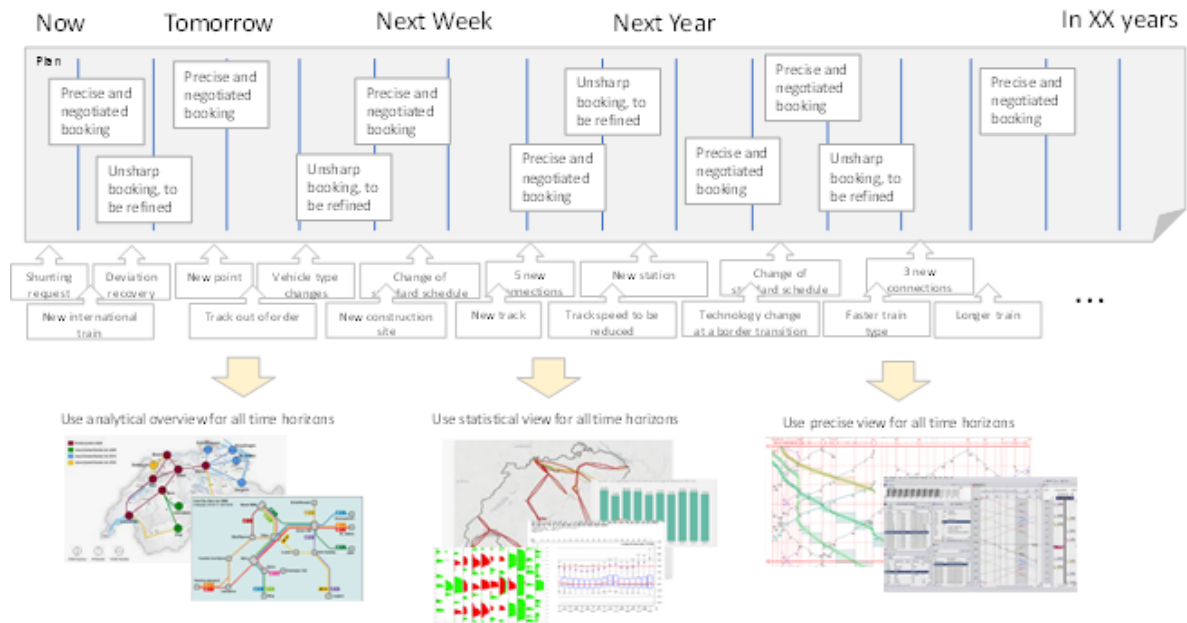 Now
Tomorrow
Next Week
Next Year
In XX years
Plan
Precise and
negotiated
booking
Unsharp
booking, to
be refined
Precise and
negotiated
booking
Unsharp
booking, to
be refined
Precise and
negotiated
booking
Precise and
negotiated
booking
Unsharp
booking, to
be refined
Precise and
negotiated
booking
Precise and
negotiated
booking
Unsharp
booking, to
be refined
Precise and
negotiated
booking
Shunting
request
Deviation
recovery
New point
Vehicle type
changes
Change of
schedule
5 new
New station
Change of
schedule
3 new
connections
New international
train
Track out of order
New construction
site
New track
Track speed to be
reduced
Technology change
at a border transition
Faster train
type
Longer train
...
Use analytical overview for all time horizons
Use statistical view for all time horizons
Use precise view for all time horizons